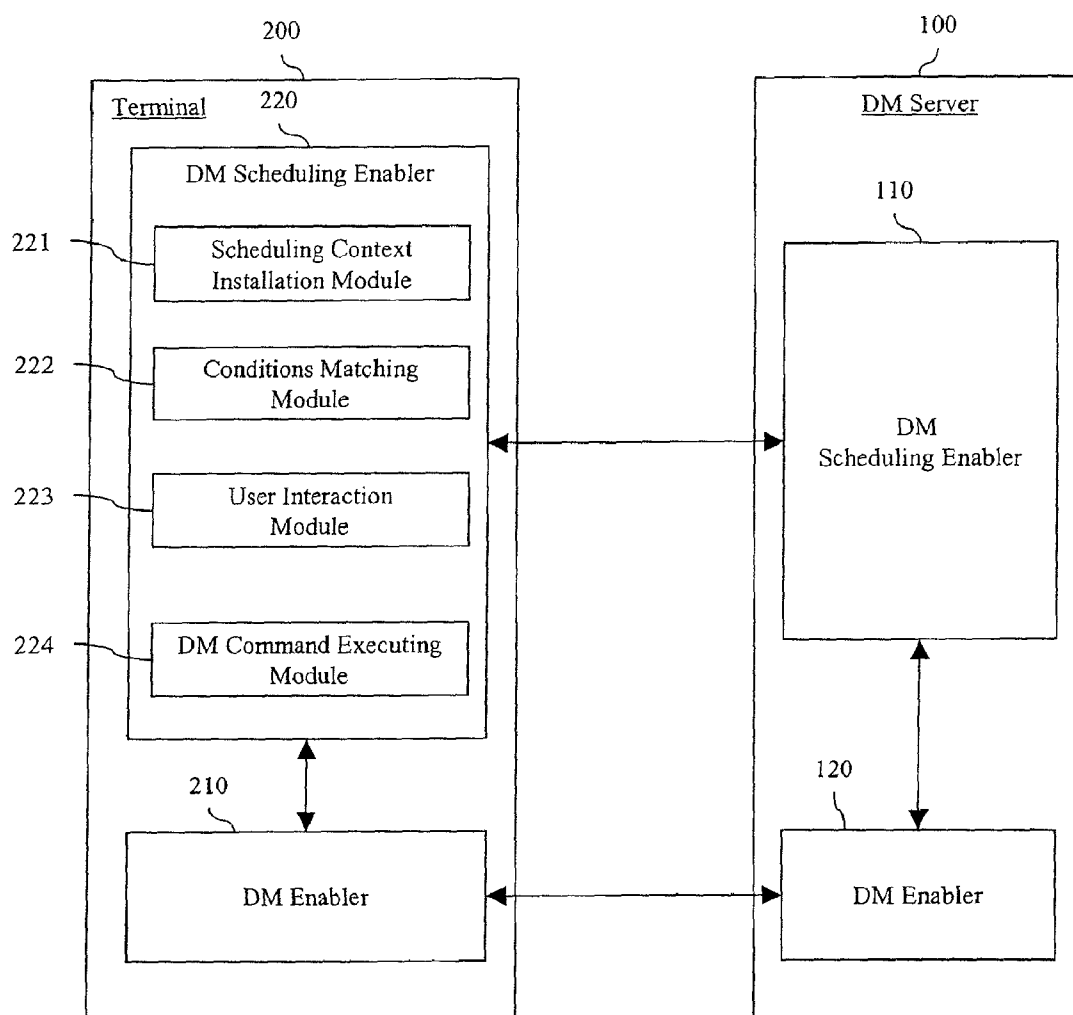 200
100
Terminal
220
DM Server
DM Scheduling Enabler
110
221
Scheduling Context
Installation Module
222
Conditions Matching
Module
DM
Scheduling Enabler
223
User Interaction
Module
224
DM Command Executing
Module
210
120
DM Enabler
DM Enabler